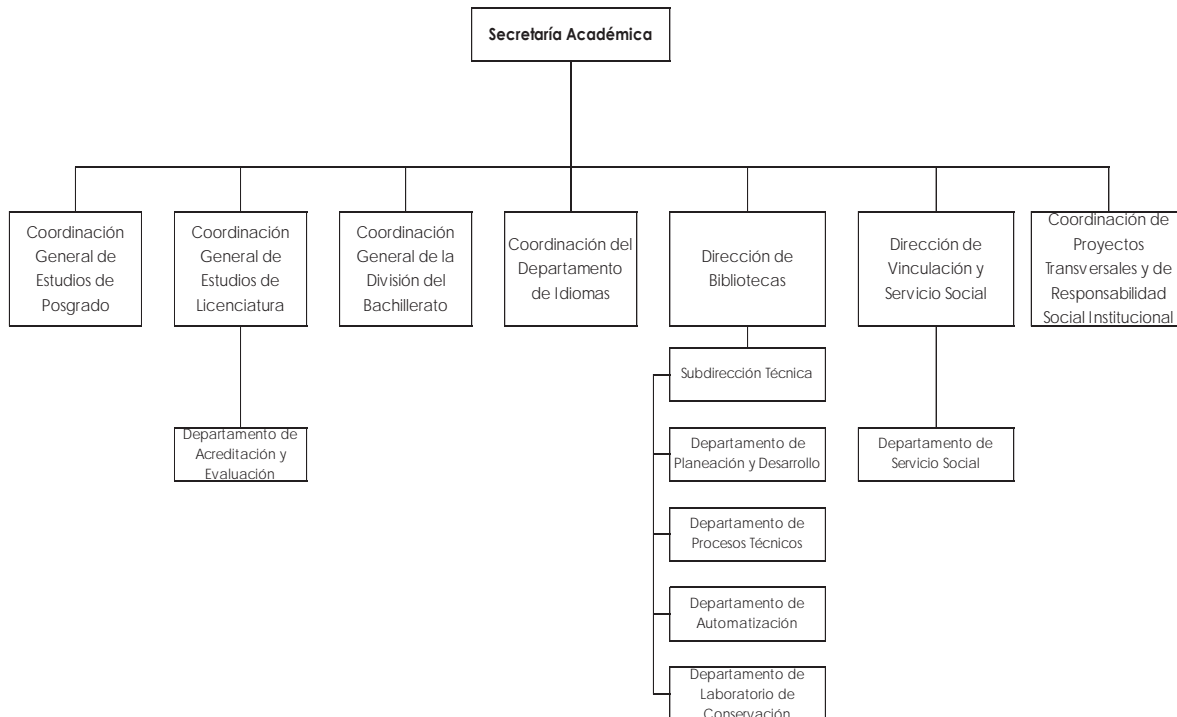 Secretaría Académica
Coordinación
General de
Estudios de
Posgrado
Coordinación
General de
Estudios de
Licenciatura
Coordinación
General de la
División del
Bachillerato
Coordinación del
Departamento
de Idiomas
Dirección de
Bibliotecas
Dirección de
Vinculación y
Servicio Social
Coordinación de
Proyectos
Transversales y de
Responsabilidad
Social Institucional
Departamento de
Acreditación y
Evaluación
Subdirección Técnica
Departamento de
Planeación y Desarrollo
Departamento de
Procesos Técnicos
Departamento de
Automatización
Departamento de
Laboratorio de
Conservación
Departamento de
Servicio Social